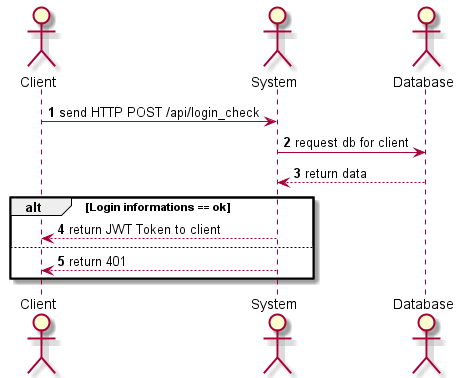 Client System Database
1 send HTTP POST /api/login_check
2 request db for client
3 return data
alt [Login informations == ok]
4 return JWT Token to client
5 return 401
Client System Database